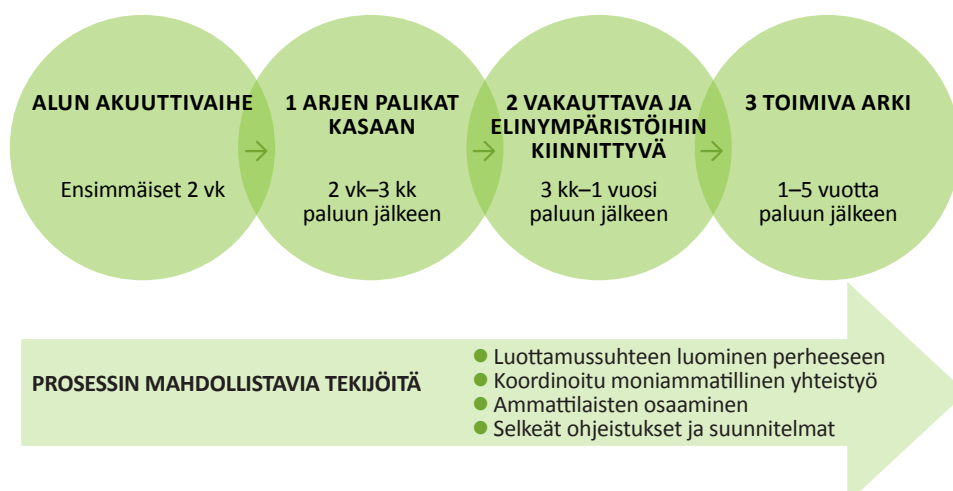 ALUN AKUUTTIVAIHE
Ensimmäiset 2 vk
1 ARJEN PALIKAT
KASAAN
2 vk–3 kk
paluun jälkeen
2 VAKAUTTAVA JA
ELINYMPÄRISTÖIHIN
KIINNITTYVÄ
3 kk–1 vuosi
paluun jälkeen
3 TOIMIVA ARKI
1–5 vuotta
paluun jälkeen
PROSESSIN MAHDOLLISTAVIA TEKIJÖITÄ
● Luottamussuhteen luominen perheeseen
● Koordinoitu moniammatillinen yhteistyö
● Ammattilaisten osaaminen
● Selkeät ohjeistukset ja suunnitelmat